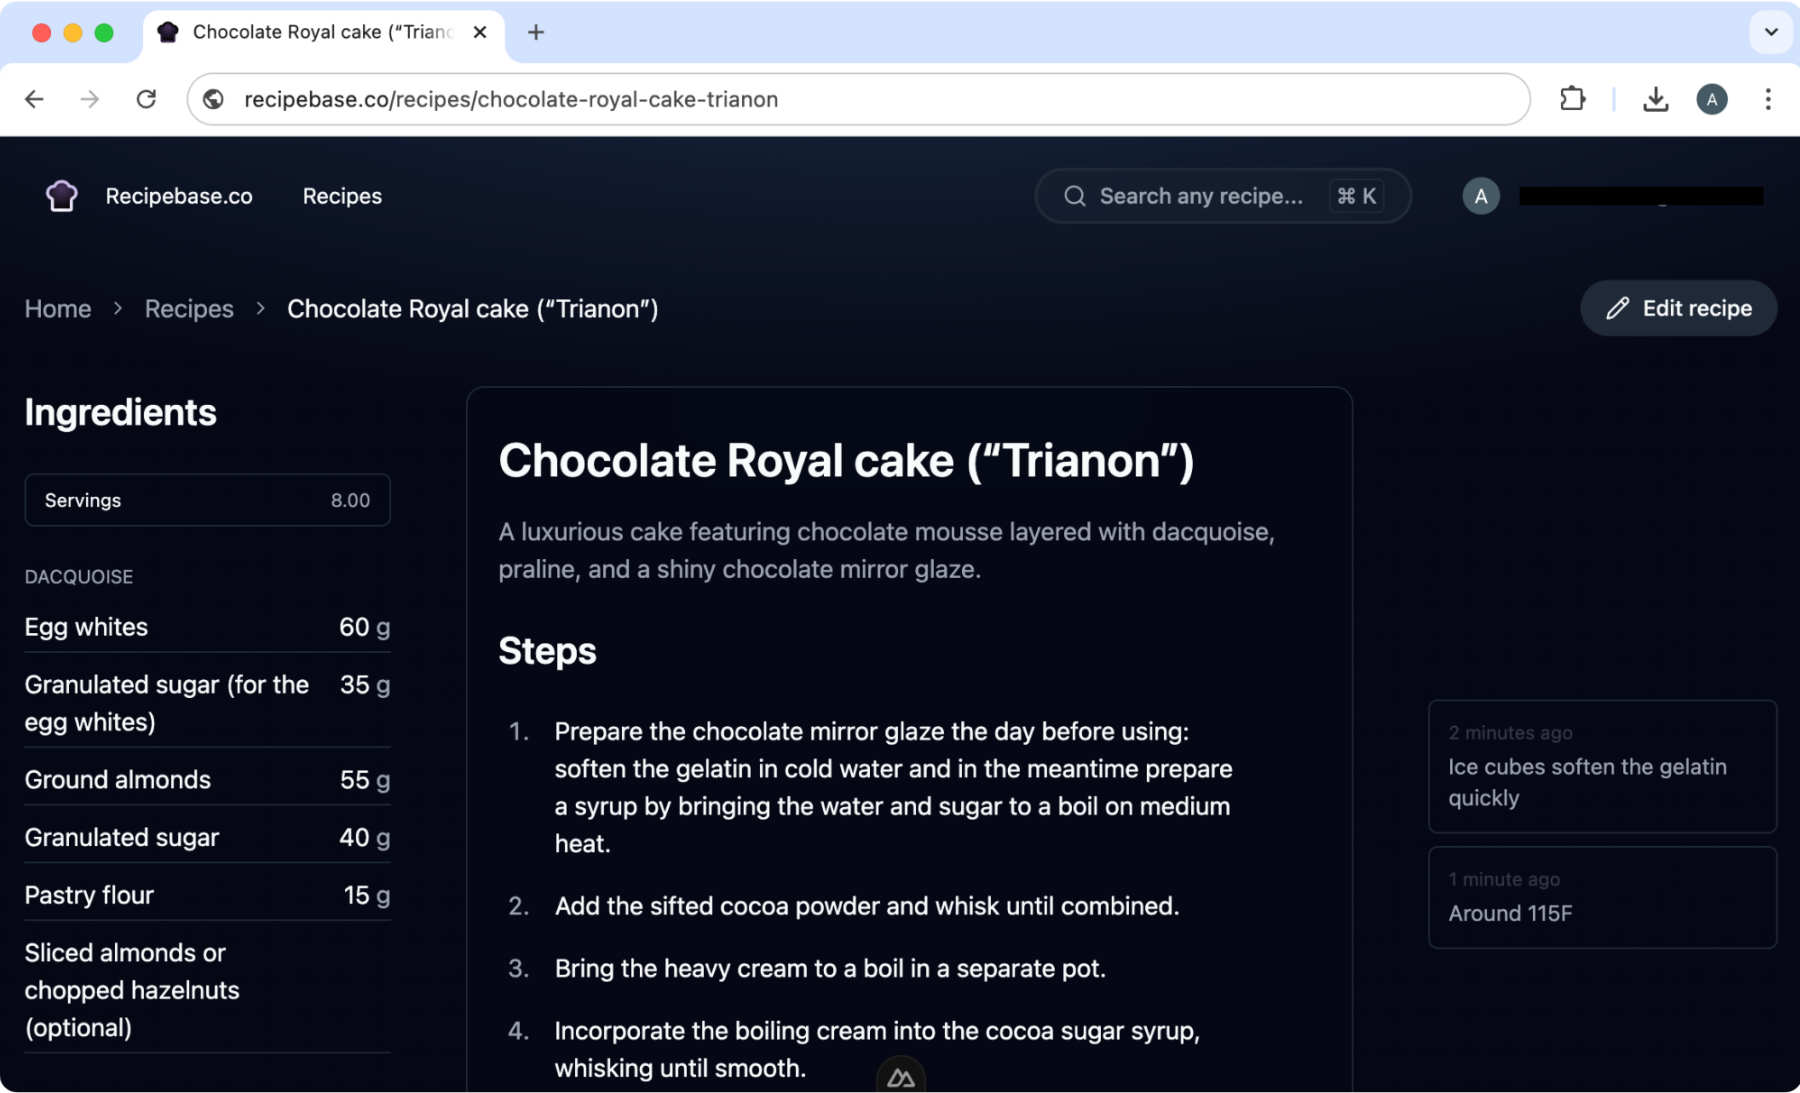 Chocolate Royal cake (“Trian
recipebase.co/recipes/chocolate-royal-cake-trianon
A
Recipebase.co
Recipes
Search any recipe...
⌘ K
A
Home
Recipes
Chocolate Royal cake (“Trianon”)
Edit recipe
Ingredients
Servings
8.00
DACQUOISE
Egg whites
60 g
Granulated sugar (for the
35 g
egg whites)
Ground almonds
55 g
Granulated sugar
40 g
Pastry flour
15 g
Sliced almonds or
chopped hazelnuts
(optional)
Chocolate Royal cake (“Trianon”)
A luxurious cake featuring chocolate mousse layered with dacquoise,
praline, and a shiny chocolate mirror glaze.
Steps
1. Prepare the chocolate mirror glaze the day before using:
soften the gelatin in cold water and in the meantime prepare
a syrup by bringing the water and sugar to a boil on medium
heat.
2. Add the sifted cocoa powder and whisk until combined.
3. Bring the heavy cream to a boil in a separate pot.
4. Incorporate the boiling cream into the cocoa sugar syrup,
whisking until smooth.
2 minutes ago
Ice cubes soften the gelatin
quickly
1 minute ago
Around 115F